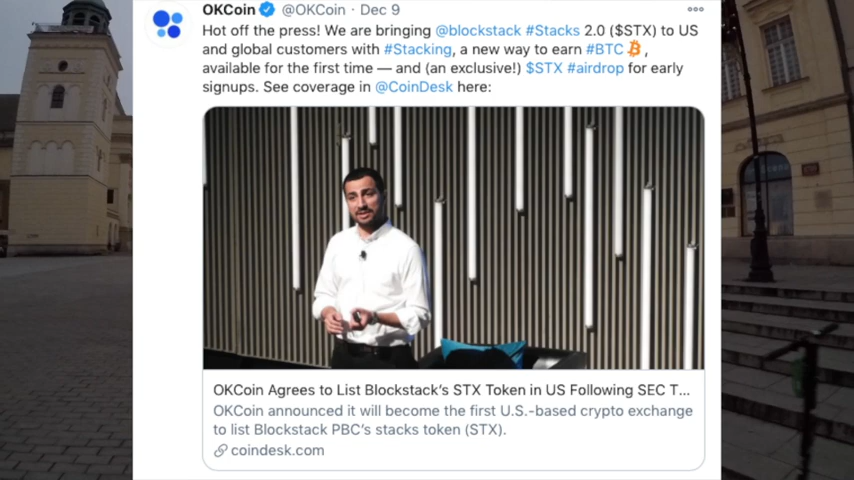 OKCoin @OKCoin · Dec 9
Hot off the press! We are bringing @blockstack #Stacks 2.0 ($STX) to US
and global customers with #Stacking, a new way to earn #BTC ,
available for the first time — and (an exclusive!) $STX #airdrop for early
signups. See coverage in @CoinDesk here:
OKCoin Agrees to List Blockstack's STX Token in US Following SEC T...
OKCoin announced it will become the first U.S.-based crypto exchange
to list Blockstack PBC's stacks token (STX).
coindesk.com